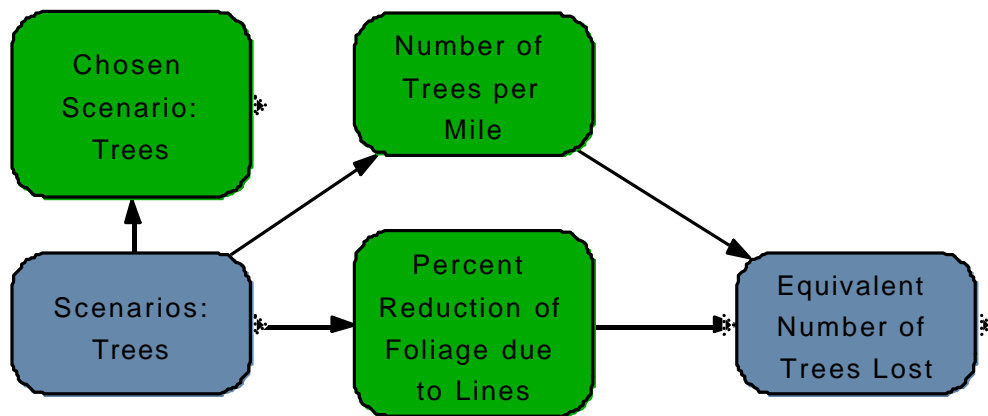 Chosen
Scenario:
Trees
Number of
Trees per
Mile
Scenarios:
Trees
Percent
Reduction of
Foliage due
to Lines
Equivalent
Number of
Trees Lost